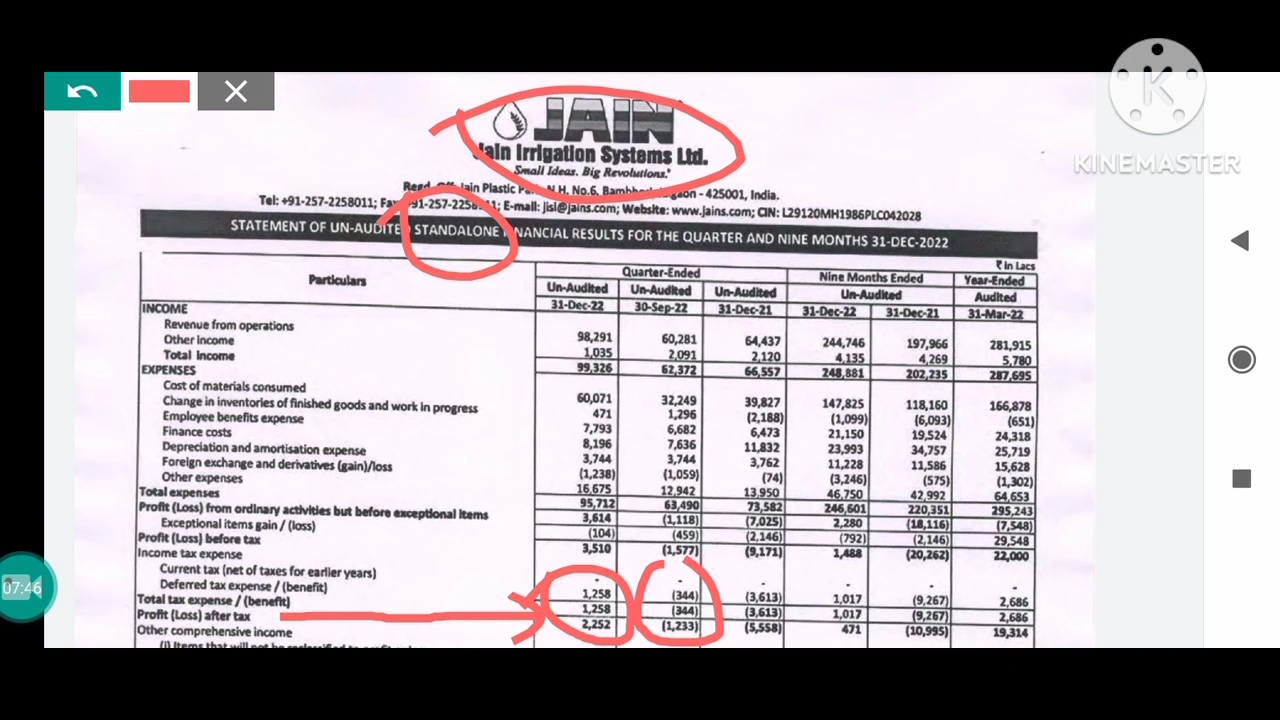 KINEMASTER
JAIN
Jain Irrigation Systems Ltd.
Small Ideas. Big Revolutions.
Regd. Off. Jain Plastic N.H. No.6, - 425001, India.
Tel: +91-257-2258011; E-mail: jisl@jains.com; Website: www.jains.com; CIN: L29120MH1986PLC042028
STATEMENT OF UN-AUDITED STANDALONE FINANCIAL RESULTS FOR THE QUARTER AND NINE MONTHS 31-DEC-2022
₹ in Lacs
Particulars Quarter-Ended Nine Months Ended Year-Ended
Un-Audited Un-Audited Un-Audited Un-Audited Audited
31-Dec-22 30-Sep-22 31-Dec-21 31-Dec-22 31-Dec-21 31-Mar-22
INCOME
Revenue from operations 98,291 60,281 64,437 244,746 197,966 281,915
Other income 1,035 2,091 2,120 4,135 4,269 5,780
Total Income 99,326 62,372 66,557 248,881 202,235 287,695
EXPENSES
Cost of materials consumed 60,071 32,249 39,827 147,825 118,160 166,878
Change in inventories of finished goods and work in progress 471 1,296 (2,188) (1,099) (6,093) (651)
Employee benefits expense 7,793 6,682 6,473 21,150 19,524 24,318
Finance costs 8,196 7,636 11,832 23,993 34,757 25,719
Depreciation and amortisation expense 3,744 3,744 3,762 11,228 11,586 15,628
Foreign exchange and derivatives (gain)/loss (1,238) (1,059) (74) (3,246) (575) (1,302)
Other expenses 16,675 12,942 13,950 46,750 42,992 64,653
Total expenses 95,712 63,490 73,582 246,601 220,351 295,243
Profit (Loss) from ordinary activities but before exceptional items 3,614 (1,118) (7,025) 2,280 (18,116) (7,548)
Exceptional items gain / (loss) (104) (459) (2,146) (792) (2,146) 29,548
Profit (Loss) before tax 3,510 (1,577) (9,171) 1,488 (20,262) 22,000
Income tax expense
Current tax (net of taxes for earlier years) - - - - - -
Deferred tax expense / (benefit) 1,258 (344) (3,613) 1,017 (9,267) 2,686
Total tax expense / (benefit) 1,258 (344) (3,613) 1,017 (9,267) 2,686
Profit (Loss) after tax 2,252 (1,233) (5,558) 471 (10,995) 19,314
Other comprehensive income
07:46